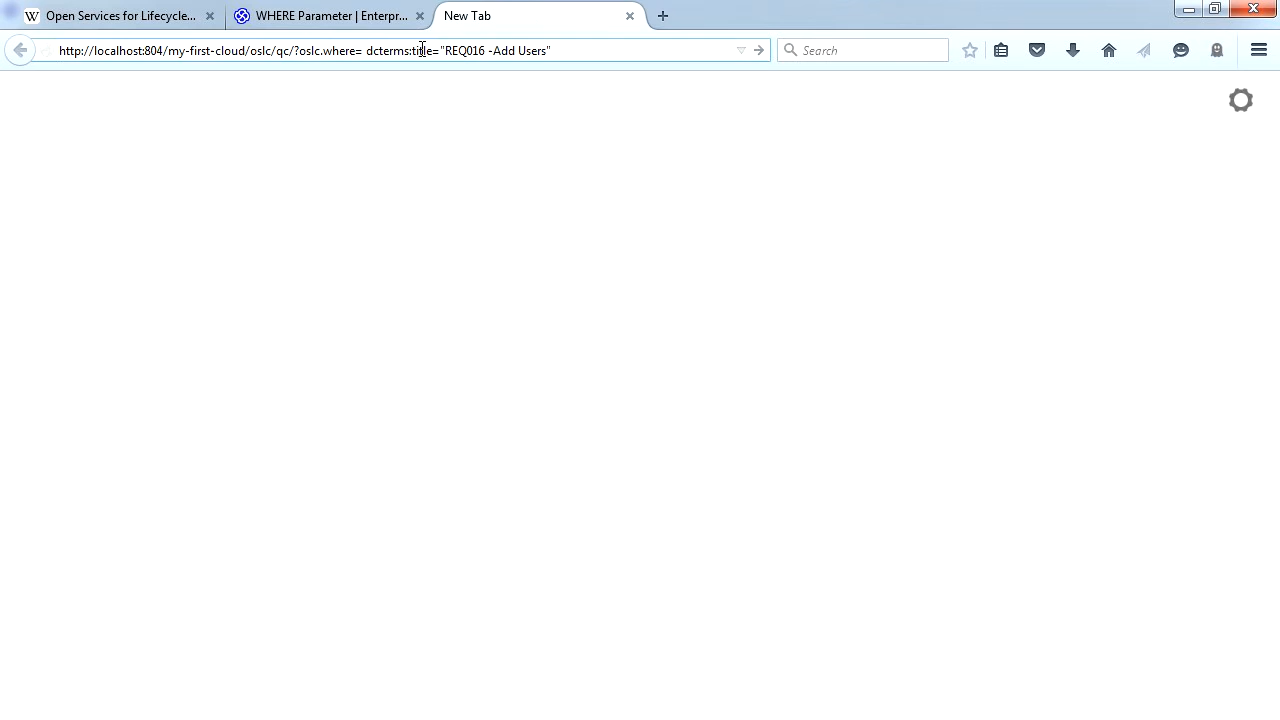 Open Services for Lifecycle...
WHERE Parameter | Enterpr...
New Tab
http://localhost:804/my-first-cloud/oslc/qc/?oslc.where= dcterms:title="REQ016 -Add Users"
Search